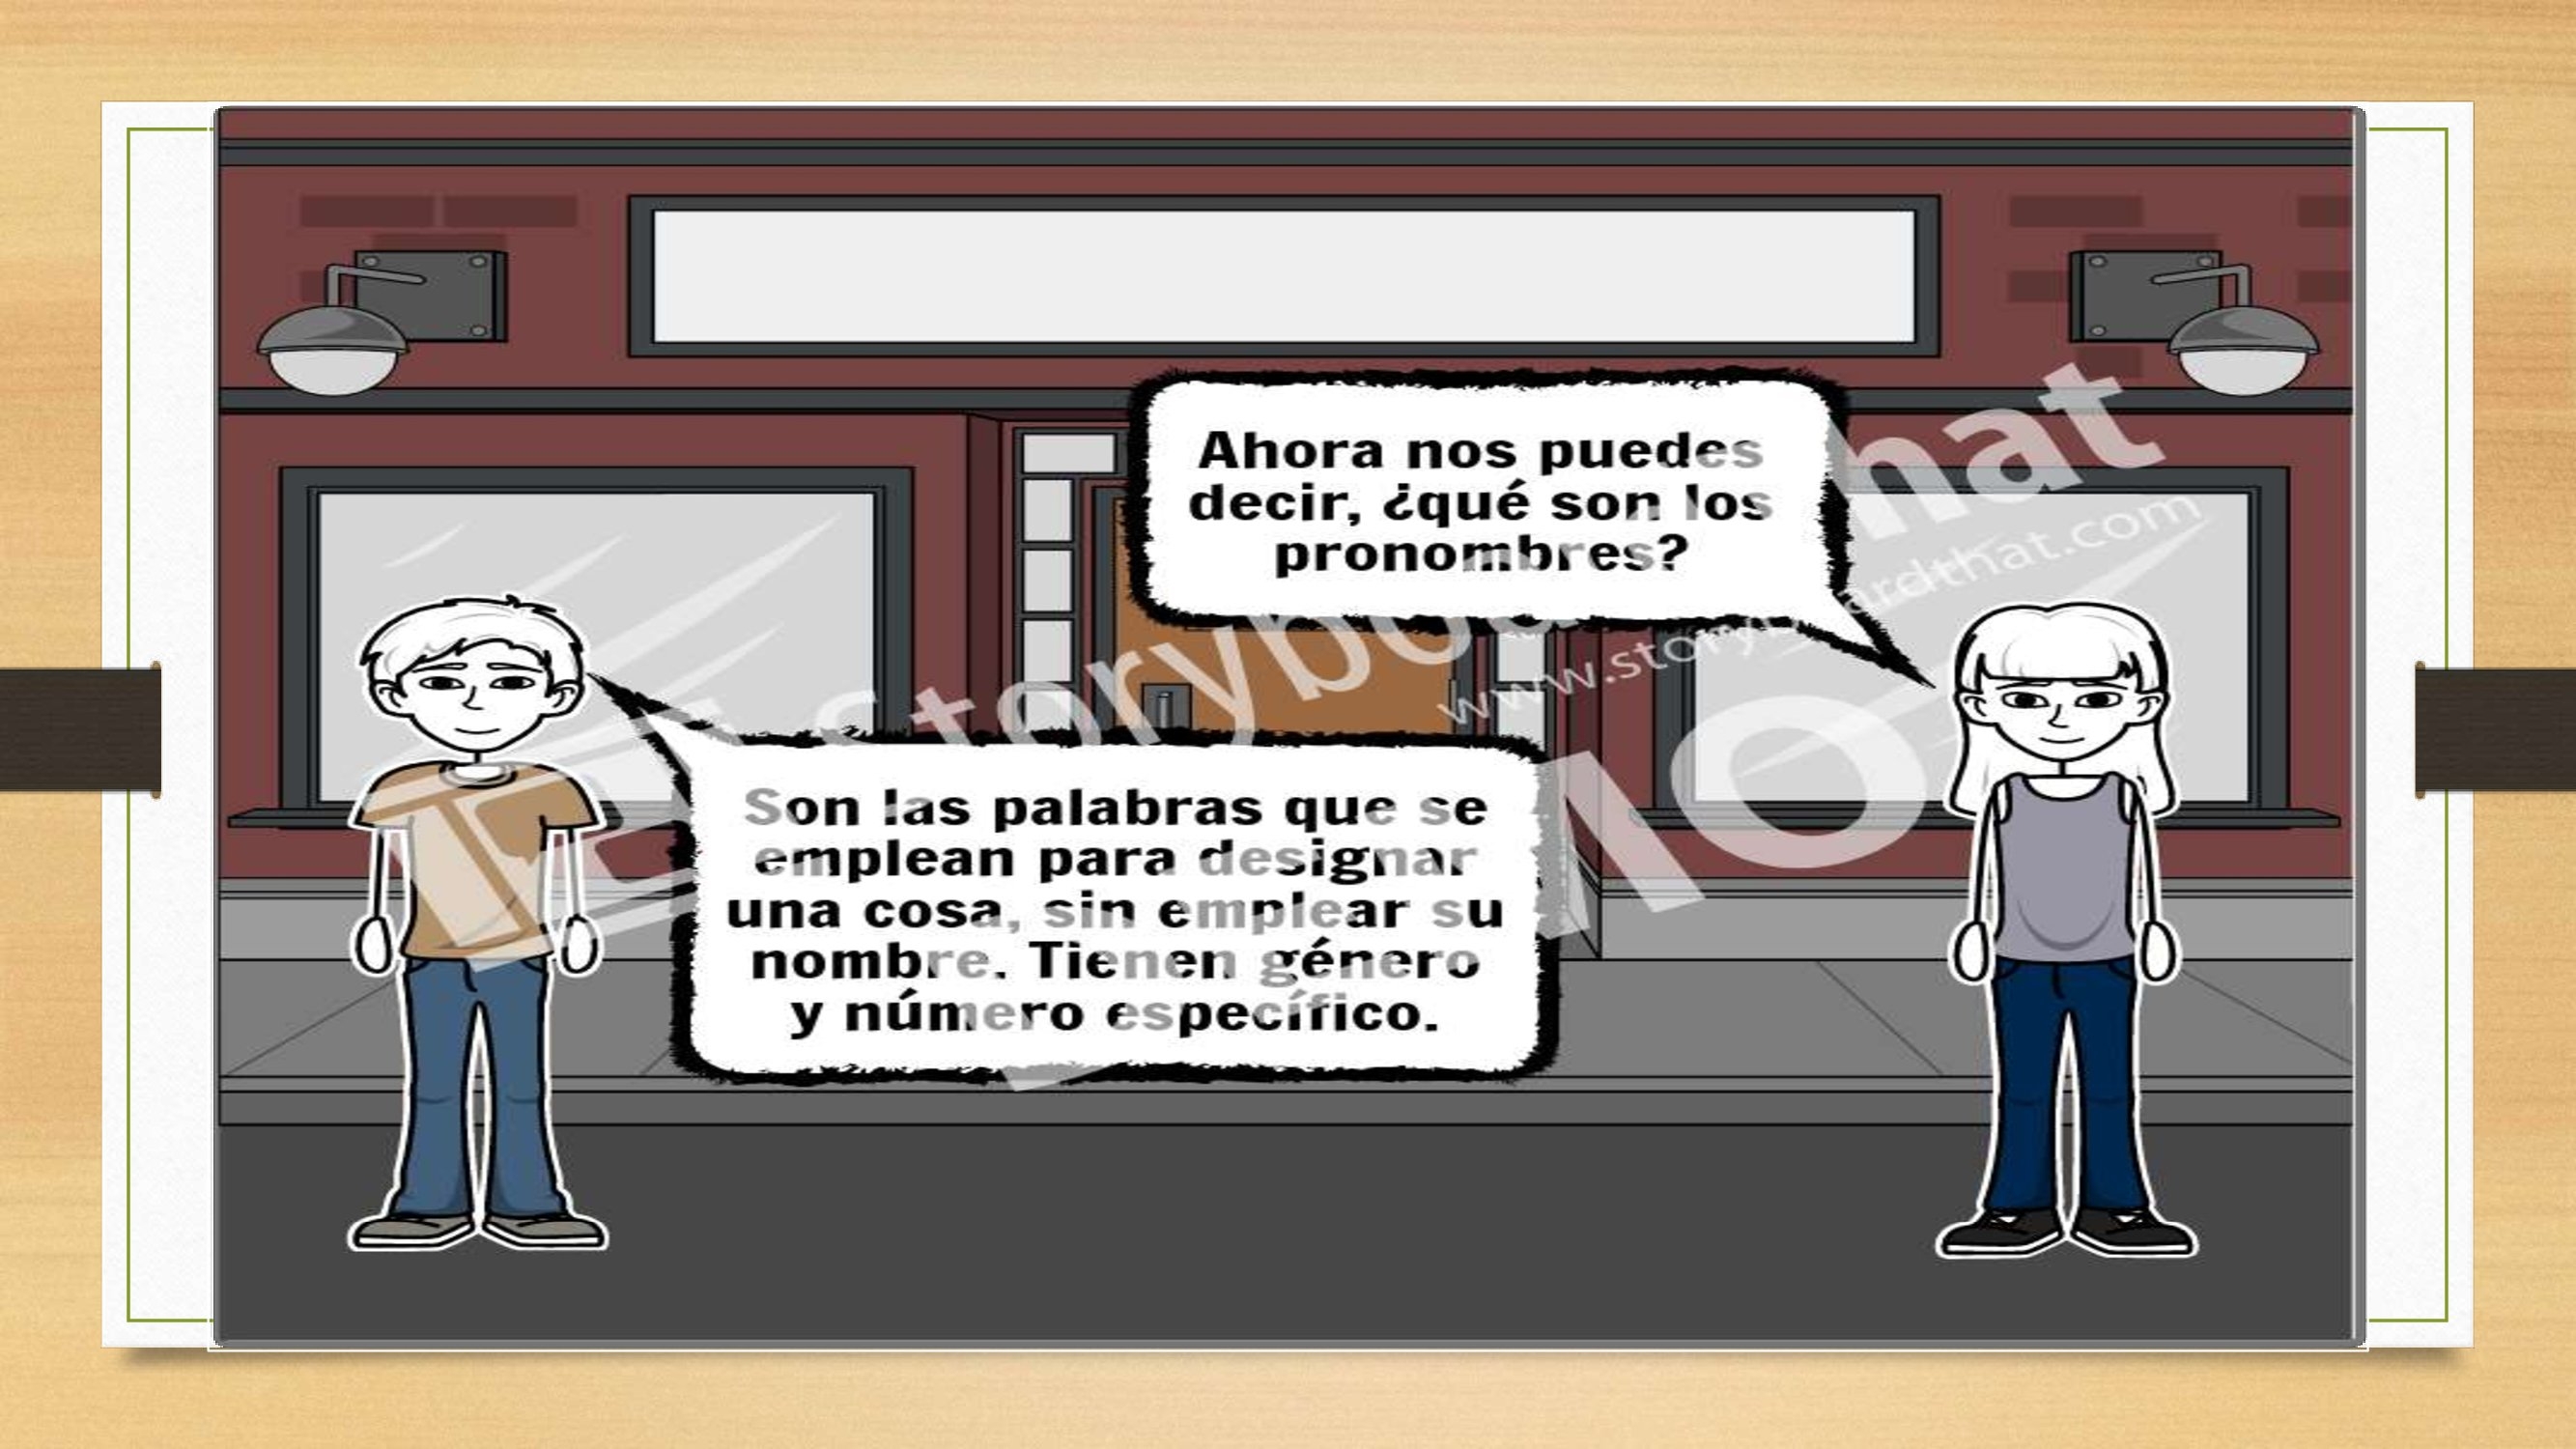 Ahora nos puedes
decir, ¿qué son los
pronombres?
Son las palabras que se
emplean para designar
una cosa, sin emplear su
nombre. Tienen género
y número específico.